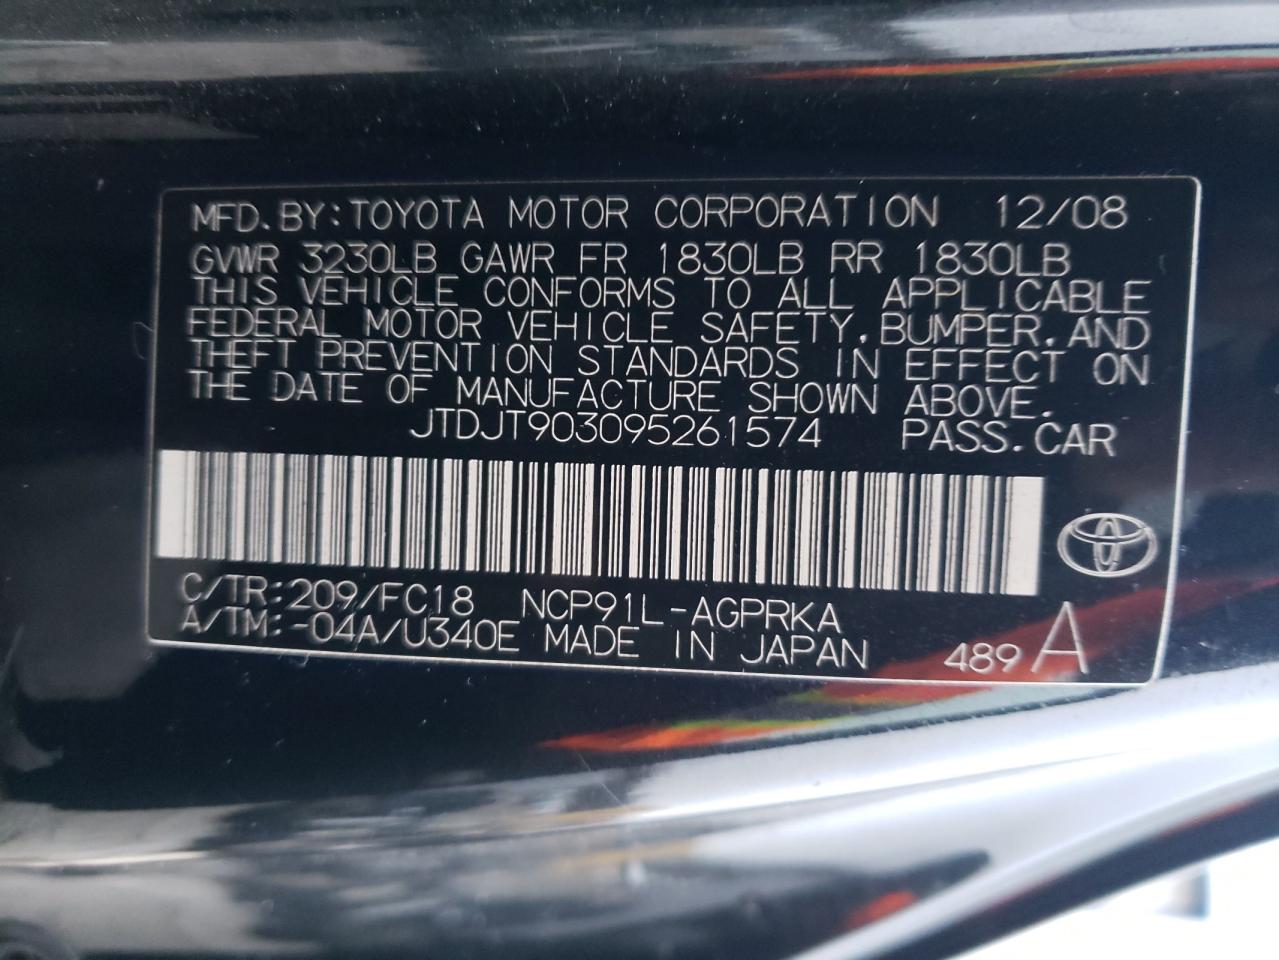 MFD.BY:TOYOTA MOTOR CORPORATION 12/08
GVWR 3230LB GAWR FR 1830LB RR 1830LB
THIS VEHICLE CONFORMS TO ALL APPLICABLE
FEDERAL MOTOR VEHICLE SAFETY,BUMPER,AND
THEFT PREVENTION STANDARDS IN EFFECT ON
THE DATE OF MANUFACTURE SHOWN ABOVE.
JTDJT903095261574 PASS.CAR
C/TR:209/FC18 NCP91L-AGPRKA
A/TM:-04A/U340E MADE IN JAPAN 489 A